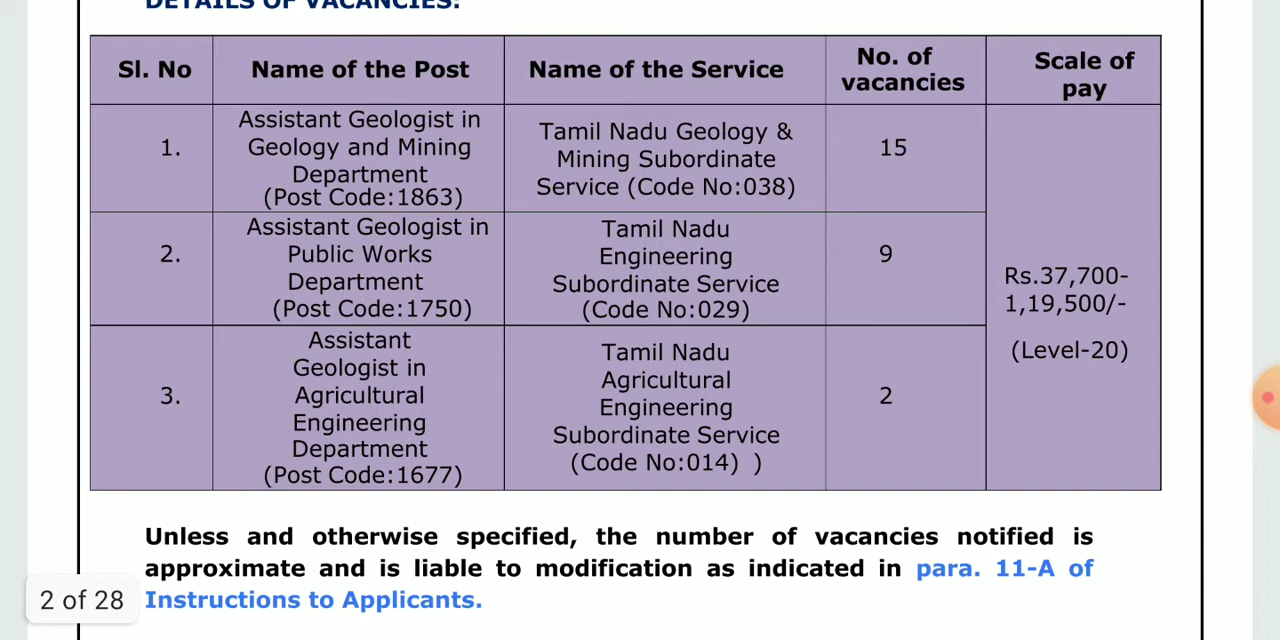 DETAILS OF VACANCIES:
Sl. No
Name of the Post
Name of the Service
No. of
vacancies
Scale of
pay
1.
Assistant Geologist in
Geology and Mining
Department
(Post Code:1863)
Tamil Nadu Geology &
Mining Subordinate
Service (Code No:038)
15
2.
Assistant Geologist in
Public Works
Department
(Post Code:1750)
Tamil Nadu
Engineering
Subordinate Service
(Code No:029)
9
3.
Assistant
Geologist in
Agricultural
Engineering
Department
(Post Code:1677)
Tamil Nadu
Agricultural
Engineering
Subordinate Service
(Code No:014) )
2
Rs.37,700-
1,19,500/-
(Level-20)
Unless and otherwise specified, the number of vacancies notified is
approximate and is liable to modification as indicated in para. 11-A of
Instructions to Applicants.
2 of 28